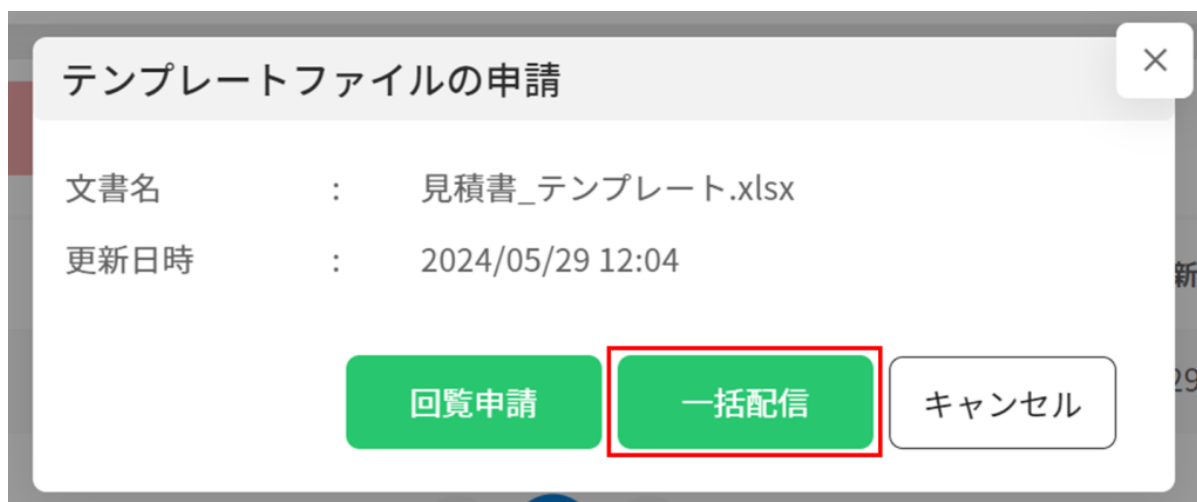 テンプレートファイルの申請
文書名 : 見積書_テンプレート.xlsx
更新日時 : 2024/05/29 12:04
新
29
回覧申請 一括配信 キャンセル